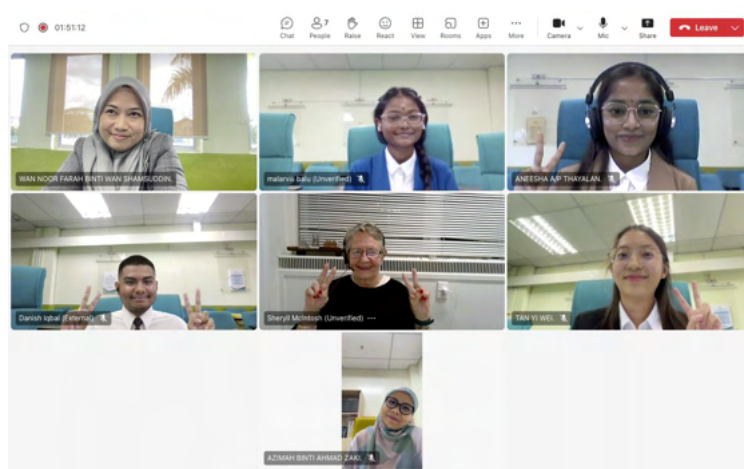 01:51:12
Chat
7
People
Raise
React
View
Rooms
Apps
More
Camera
Mic
Share
Leave
WAN NOOR FARAH BINTI WAN SHAMSUDDIN.
malarvili balu (Unverified)
ANEESHA A/P THAYALAN.
Danish Iqbal (External)
Sheryll McIntosh (Unverified) •••
TAN YI WEI.
AZIMAH BINTI AHMAD ZAKI.